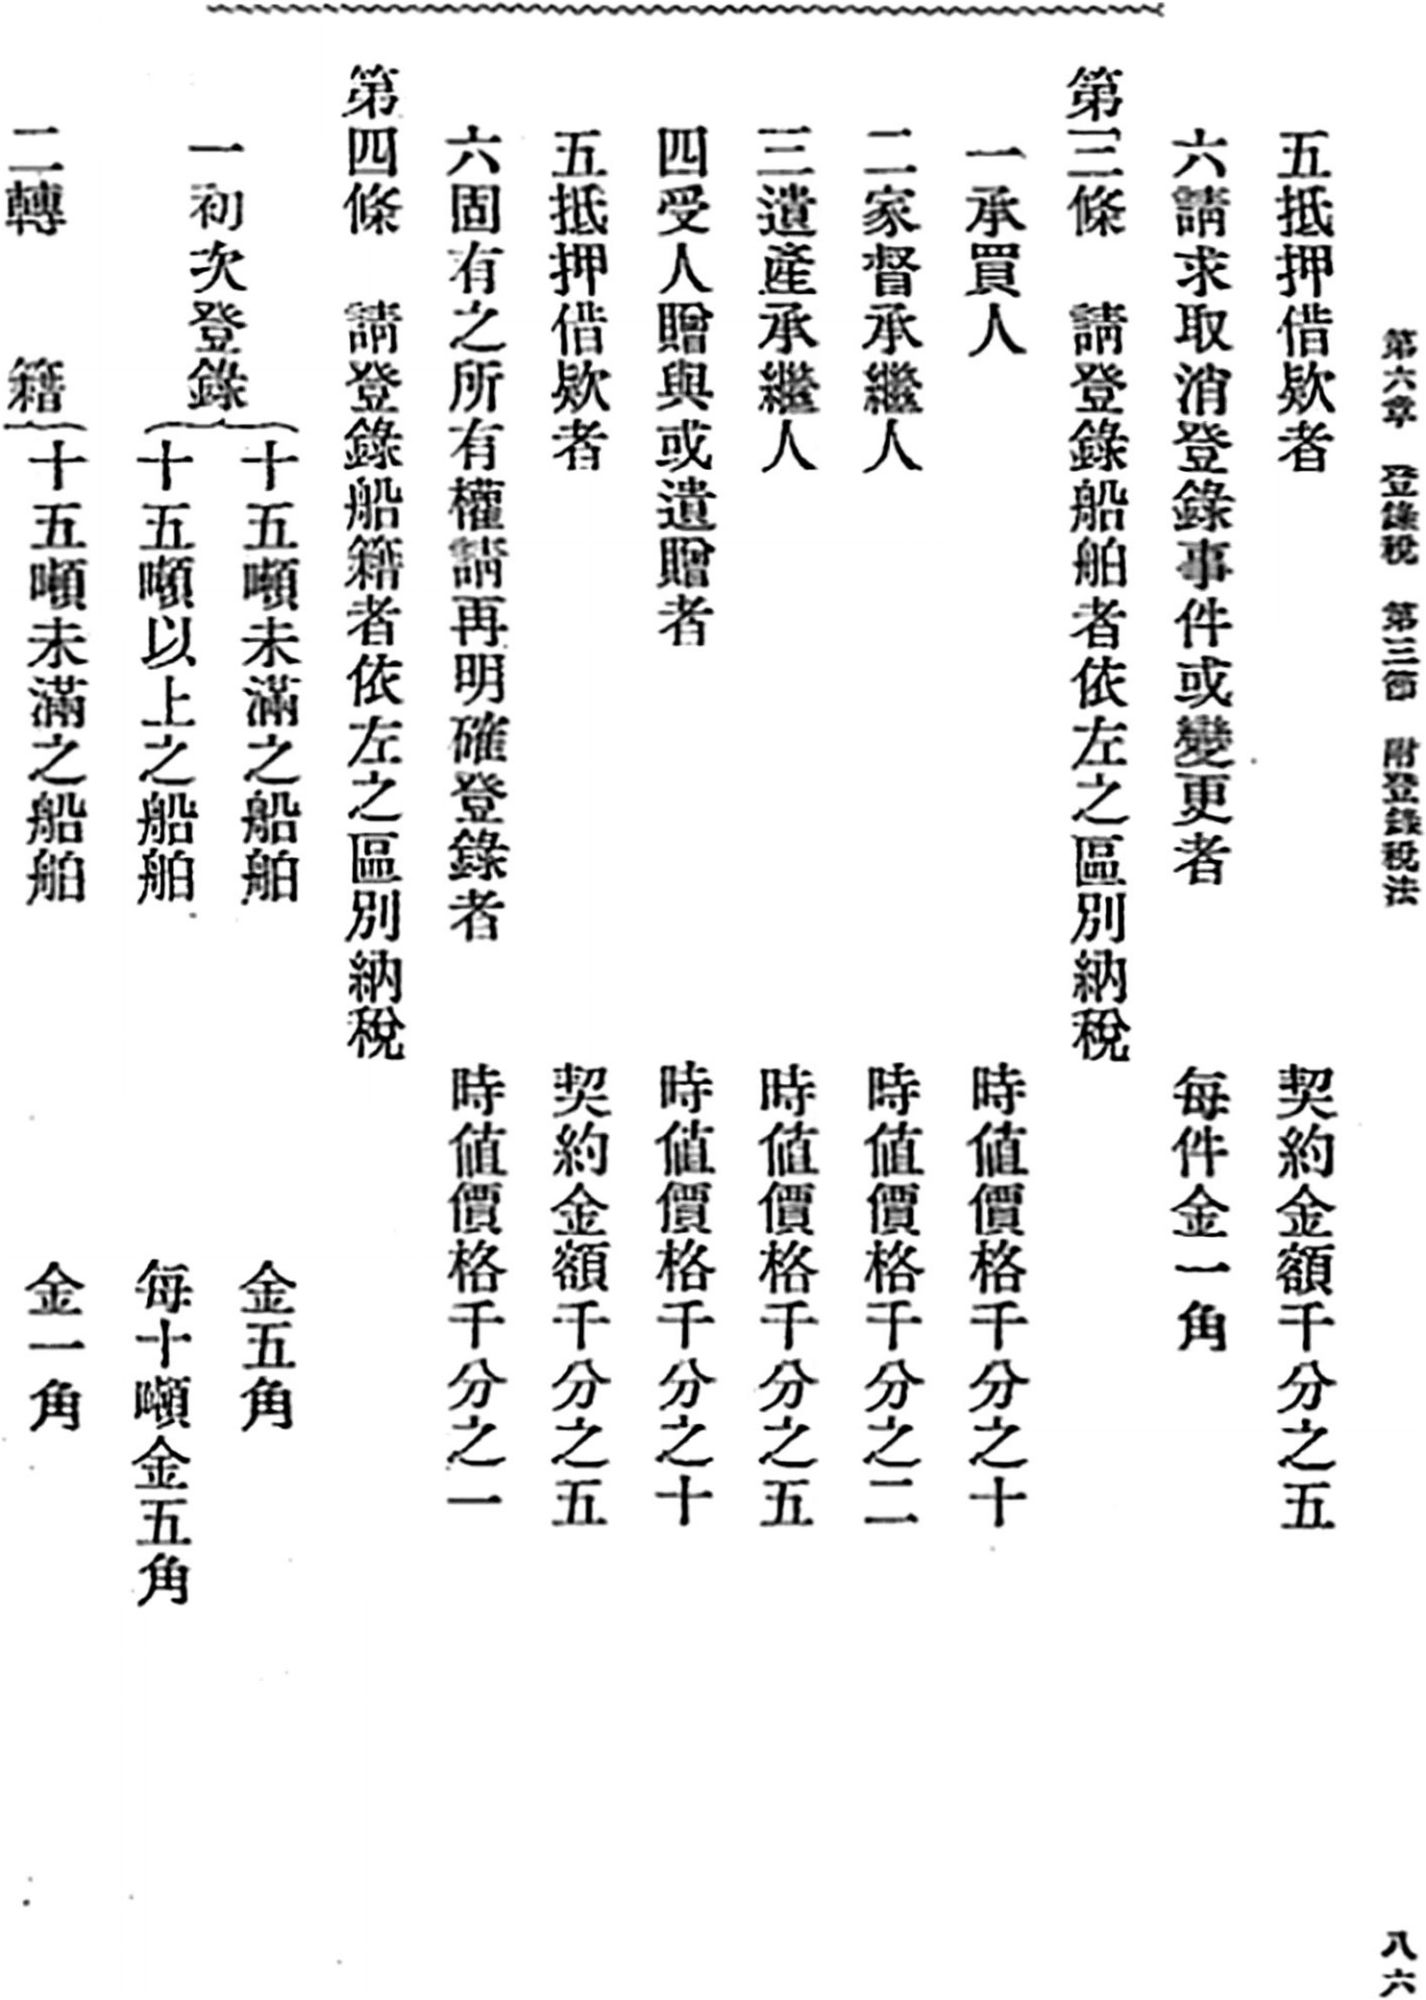 第六章　登錄稅　第三節　附登錄稅法
八六
五抵押借欵者　契約金額千分之五
六請求取消登錄事件或變更者　每件金一角
第三條　請登錄船舶者依左之區別納稅
一承買人　時値價格千分之十
二家督承繼人　時値價格千分之二
三遺產承繼人　時値價格千分之五
四受人贈與或遺贈者　時値價格千分之十
五抵押借欵者　契約金額千分之五
六固有之所有權請再明確登錄者　時値價格千分之一
第四條　請登錄船籍者依左之區別納稅
一初次登錄
十五噸未滿之船舶　金五角
十五噸以上之船舶　每十噸金五角
二轉　籍
十五噸未滿之船舶　金一角